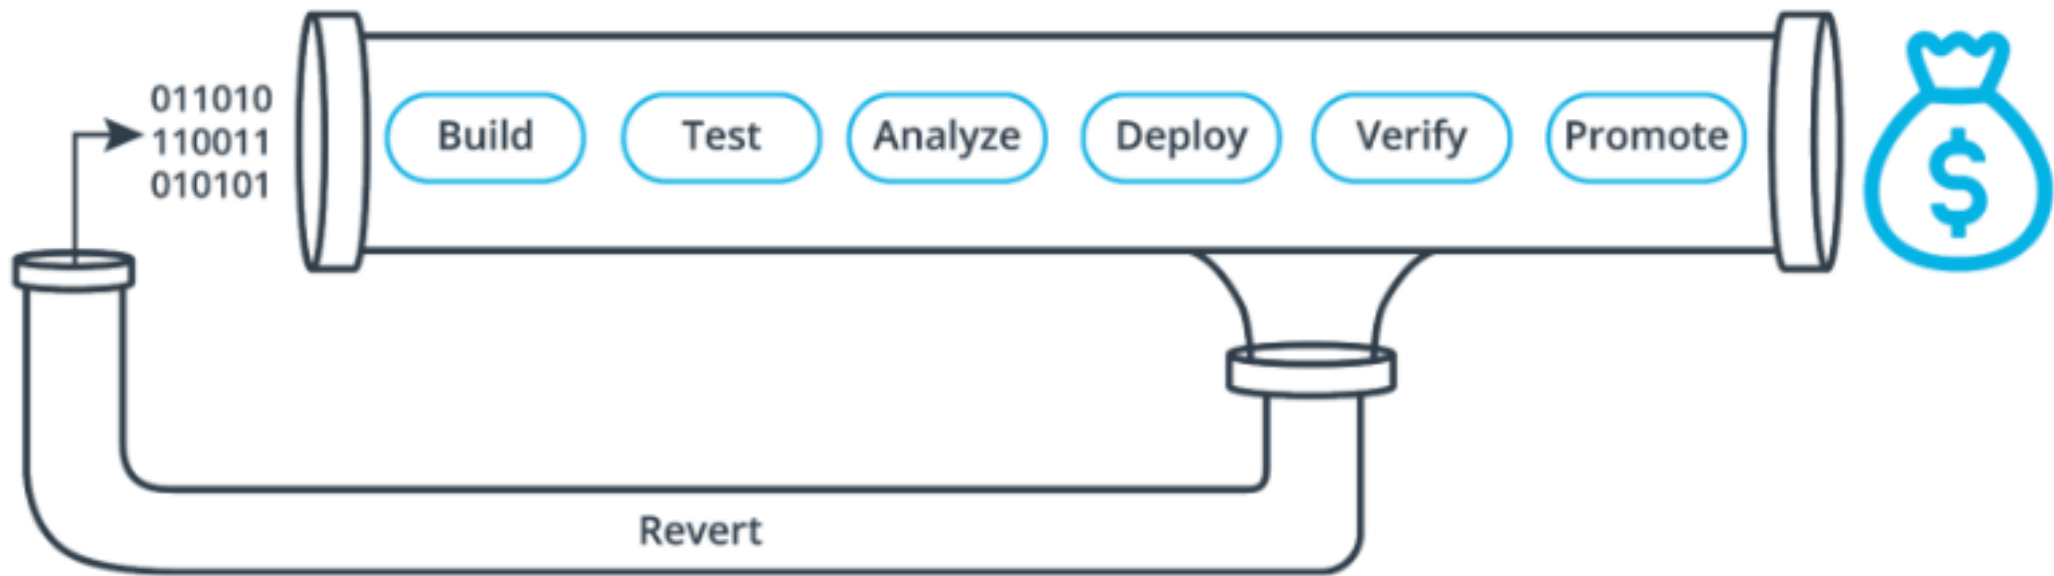 011010
110011
010101
Build Test Analyze Deploy Verify Promote
$
Revert